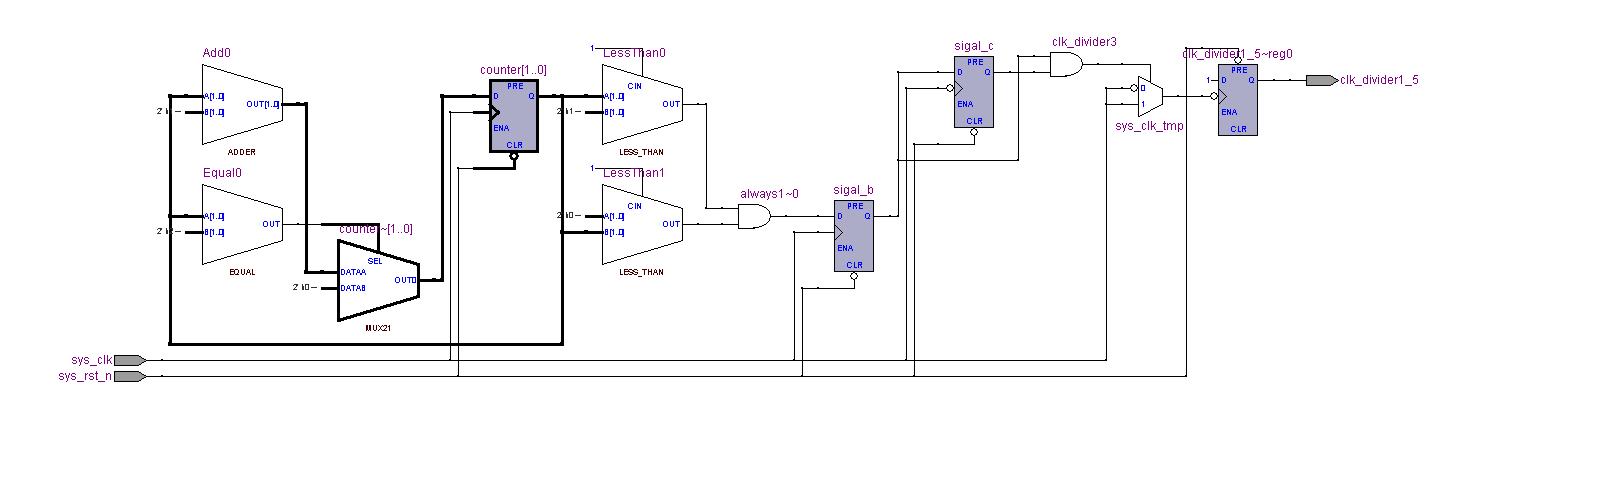 Add0
A[1..0]
B[1..0]
OUT[1..0]
ADDER
Equal0
A[1..0]
B[1..0]
OUT
EQUAL
counter~[1..0]
SEL
DATAA
DATAB
OUT0
2' h0
MUX21
counter[1..0]
PRE
D
Q
ENA
CLR
1
LessThan0
CIN
A[1..0]
B[1..0]
OUT
2' h1
LESS_THAN
1
LessThan1
CIN
2' h0
A[1..0]
B[1..0]
OUT
LESS_THAN
always1~0
sigal_b
PRE
D
Q
ENA
CLR
sigal_c
PRE
D
Q
ENA
CLR
clk_divider3
0
1
sys_clk_tmp
clk_divider1_5~reg0
PRE
1
D
Q
ENA
CLR
clk_divider1_5
sys_clk
sys_rst_n